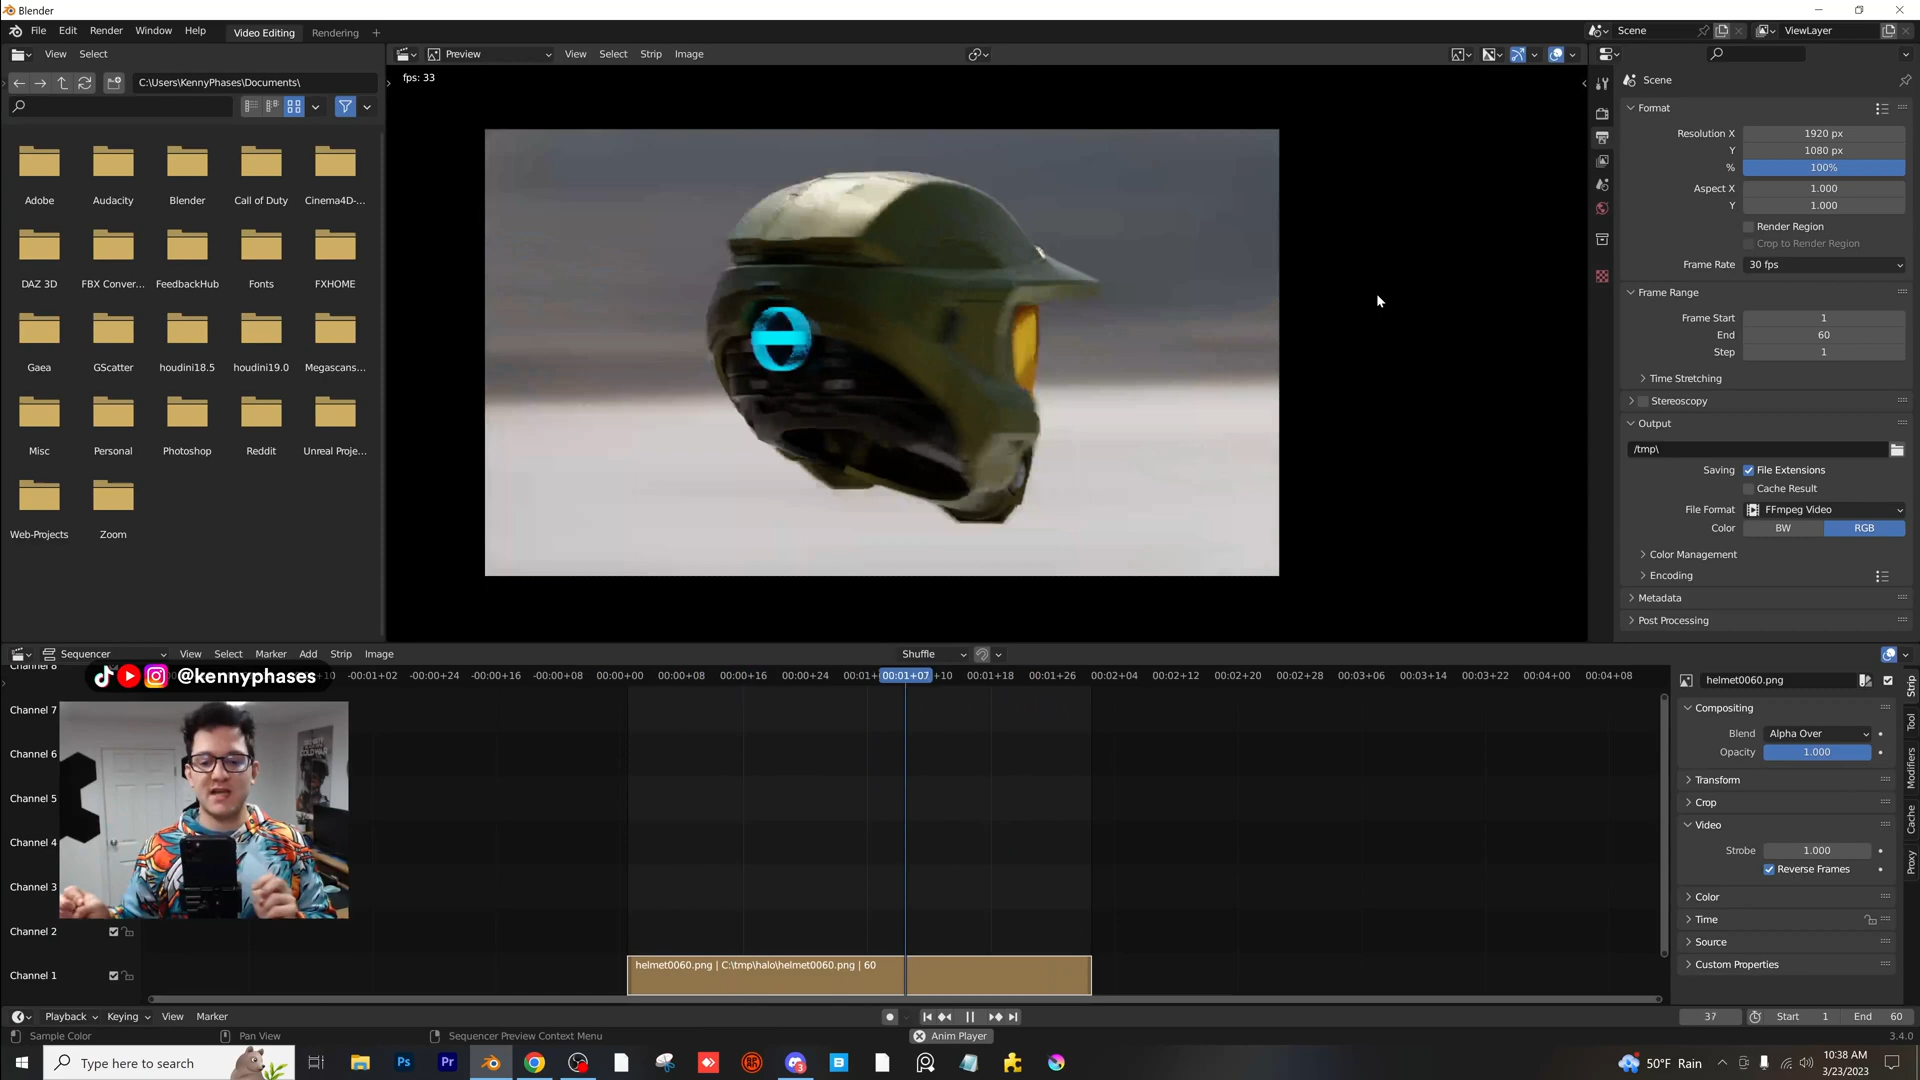 Blender
File Edit Render Window Help Video Editing Rendering + Scene ViewLayer
View Select Preview View Select Strip Image
C:\Users\KennyPhases\Documents\
fps: 33
Adobe Audacity Blender Call of Duty Cinema4D-...
DAZ 3D FBX Conver... FeedbackHub Fonts FXHOME
Gaea GScatter houdini18.5 houdini19.0 Megascans...
Misc Personal Photoshop Reddit Unreal Proje...
Web-Projects Zoom
Scene
Format
Resolution X 1920 px
Y 1080 px
% 100%
Aspect X 1.000
Y 1.000
Render Region
Crop to Render Region
Frame Rate 30 fps
Frame Range
Frame Start 1
End 60
Step 1
Time Stretching
Stereoscopy
Output
/tmp\
Saving File Extensions
Cache Result
File Format FFmpeg Video
Color BW RGB
Color Management
Encoding
Metadata
Post Processing
Sequencer View Select Marker Add Strip Image Shuffle
@kennyphases
-00:01+02 -00:00+24 -00:00+16 -00:00+08 00:00+00 00:00+08 00:00+16 00:00+24 00:01+07 00:01+18 00:01+26 00:02+04 00:02+12 00:02+20 00:02+28 00:03+06 00:03+14 00:03+22 00:04+00 00:04+08
Channel 8
Channel 7
Channel 6
Channel 5
Channel 4
Channel 3
Channel 2
Channel 1
helmet0060.png | C:\tmp\halo\helmet0060.png | 60
helmet0060.png
Compositing
Blend Alpha Over
Opacity 1.000
Transform
Crop
Video
Strobe 1.000
Reverse Frames
Color
Time
Source
Custom Properties
Strip
Tool
Modifiers
Cache
Proxy
Playback Keying View Marker 37 Start 1 End 60
Sample Color Pan View Sequencer Preview Context Menu Anim Player 3.4.0
Type here to search Ps Pr 50°F Rain 10:38 AM
3/23/2023